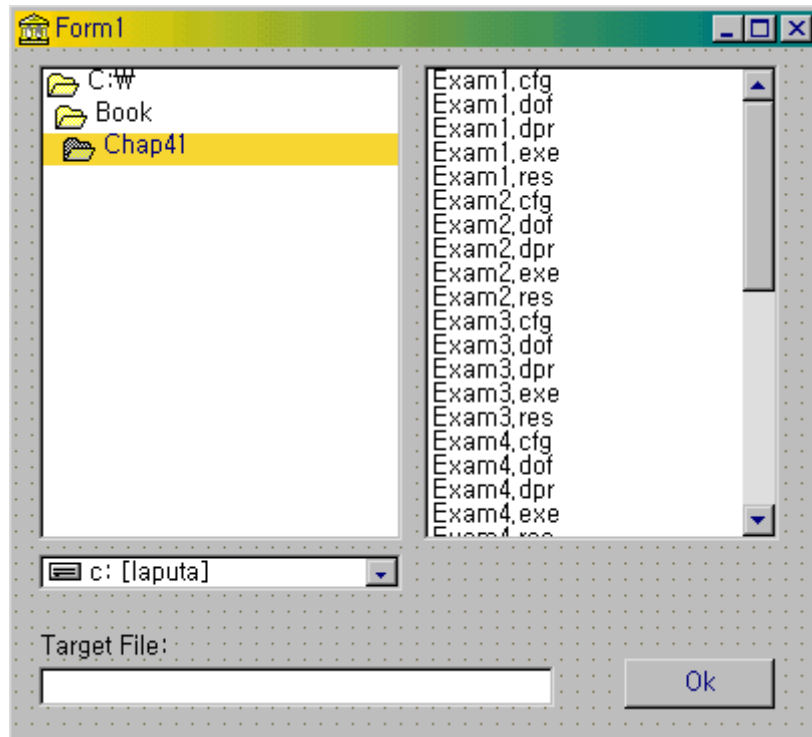 Form1
C:₩
Book
Chap41
Exam1.cfg
Exam1.dof
Exam1.dpr
Exam1.exe
Exam1.res
Exam2.cfg
Exam2.dof
Exam2.dpr
Exam2.exe
Exam2.res
Exam3.cfg
Exam3.dof
Exam3.dpr
Exam3.exe
Exam3.res
Exam4.cfg
Exam4.dof
Exam4.dpr
Exam4.exe
Exam4.res
c: [laputa]
Target File:
Ok